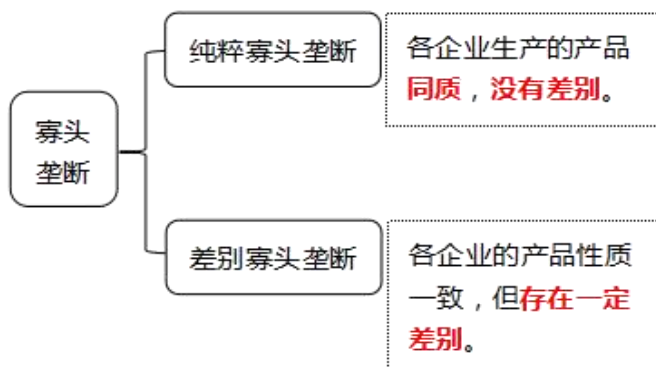 寡头
垄断
纯粹寡头垄断
各企业生产的产品
同质，没有差别。
差别寡头垄断
各企业的产品性质
一致，但存在一定
差别。